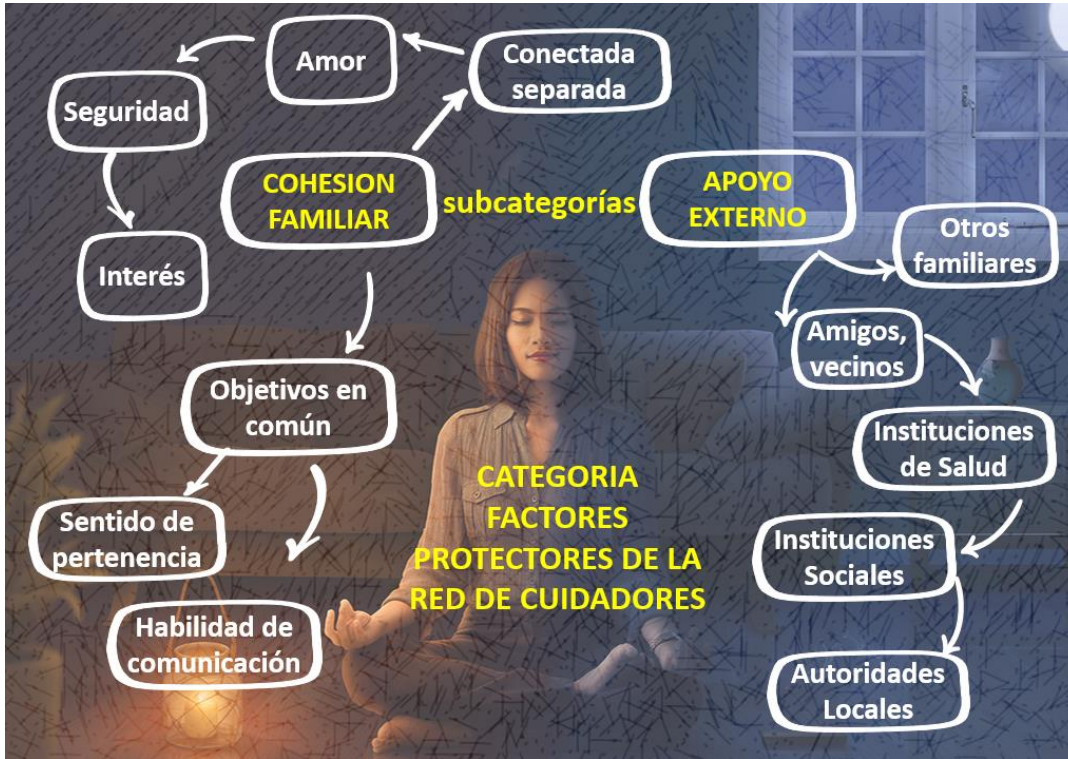 Amor
Conectada
separada
Seguridad
COHESION
FAMILIAR
subcategorías
APOYO
EXTERNO
Otros
familiares
Interés
Amigos,
vecinos
Objetivos en
común
Instituciones
de Salud
CATEGORIA
FACTORES
PROTECTORES DE LA
RED DE CUIDADORES
Sentido de
pertenencia
Instituciones
Sociales
Habilidad de
comunicación
Autoridades
Locales